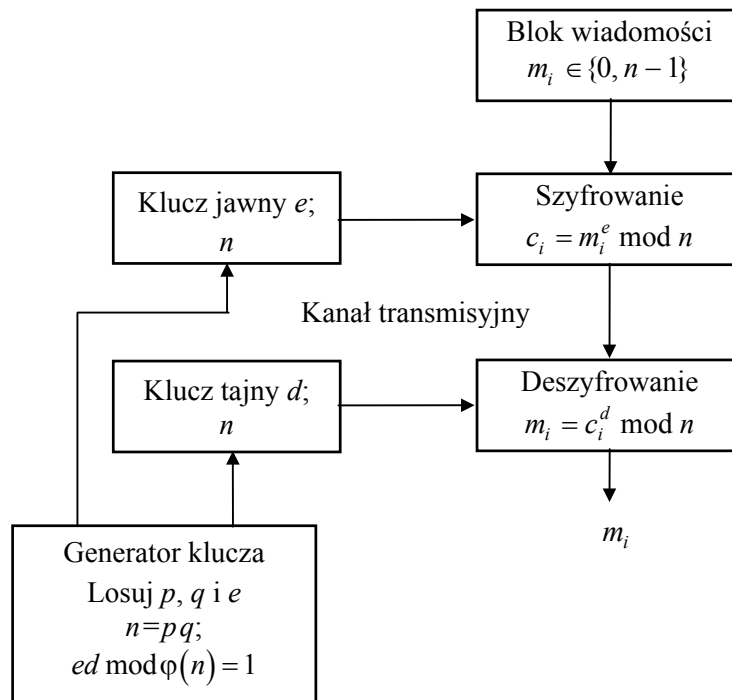 Blok wiadomości
m_i ∈ {0, n − 1}
Klucz jawny e;
n
Szyfrowanie
c_i = m_i^e mod n
Kanał transmisyjny
Klucz tajny d;
n
Deszyfrowanie
m_i = c_i^d mod n
m_i
Generator klucza
Losuj p, q i e
n=pq;
ed mod φ(n) = 1